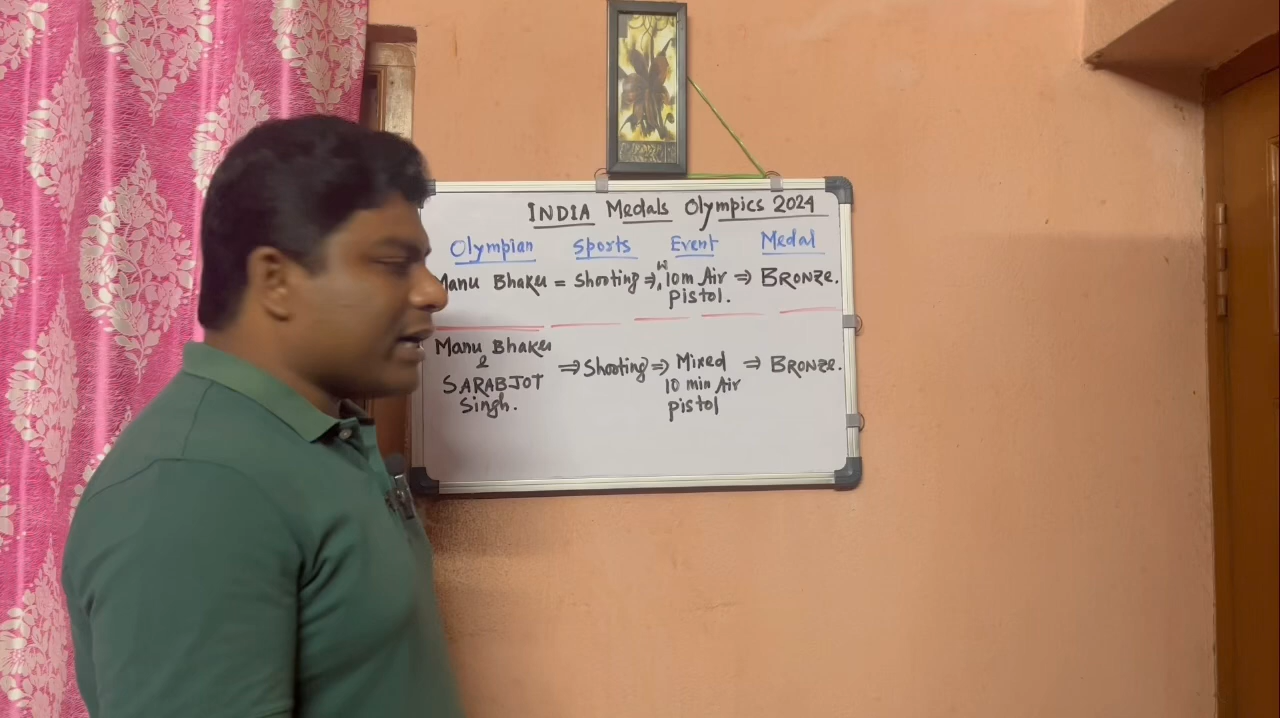 INDIA Medals Olympics 2024
Olympian Sports Event Medal
Manu Bhaker = Shooting ⇒ W 10m Air ⇒ BRONZE.
pistol.
Manu Bhaker
&
SARABJOT
Singh.
⇒ Shooting ⇒ Mixed ⇒ BRONZE.
10 min Air
pistol